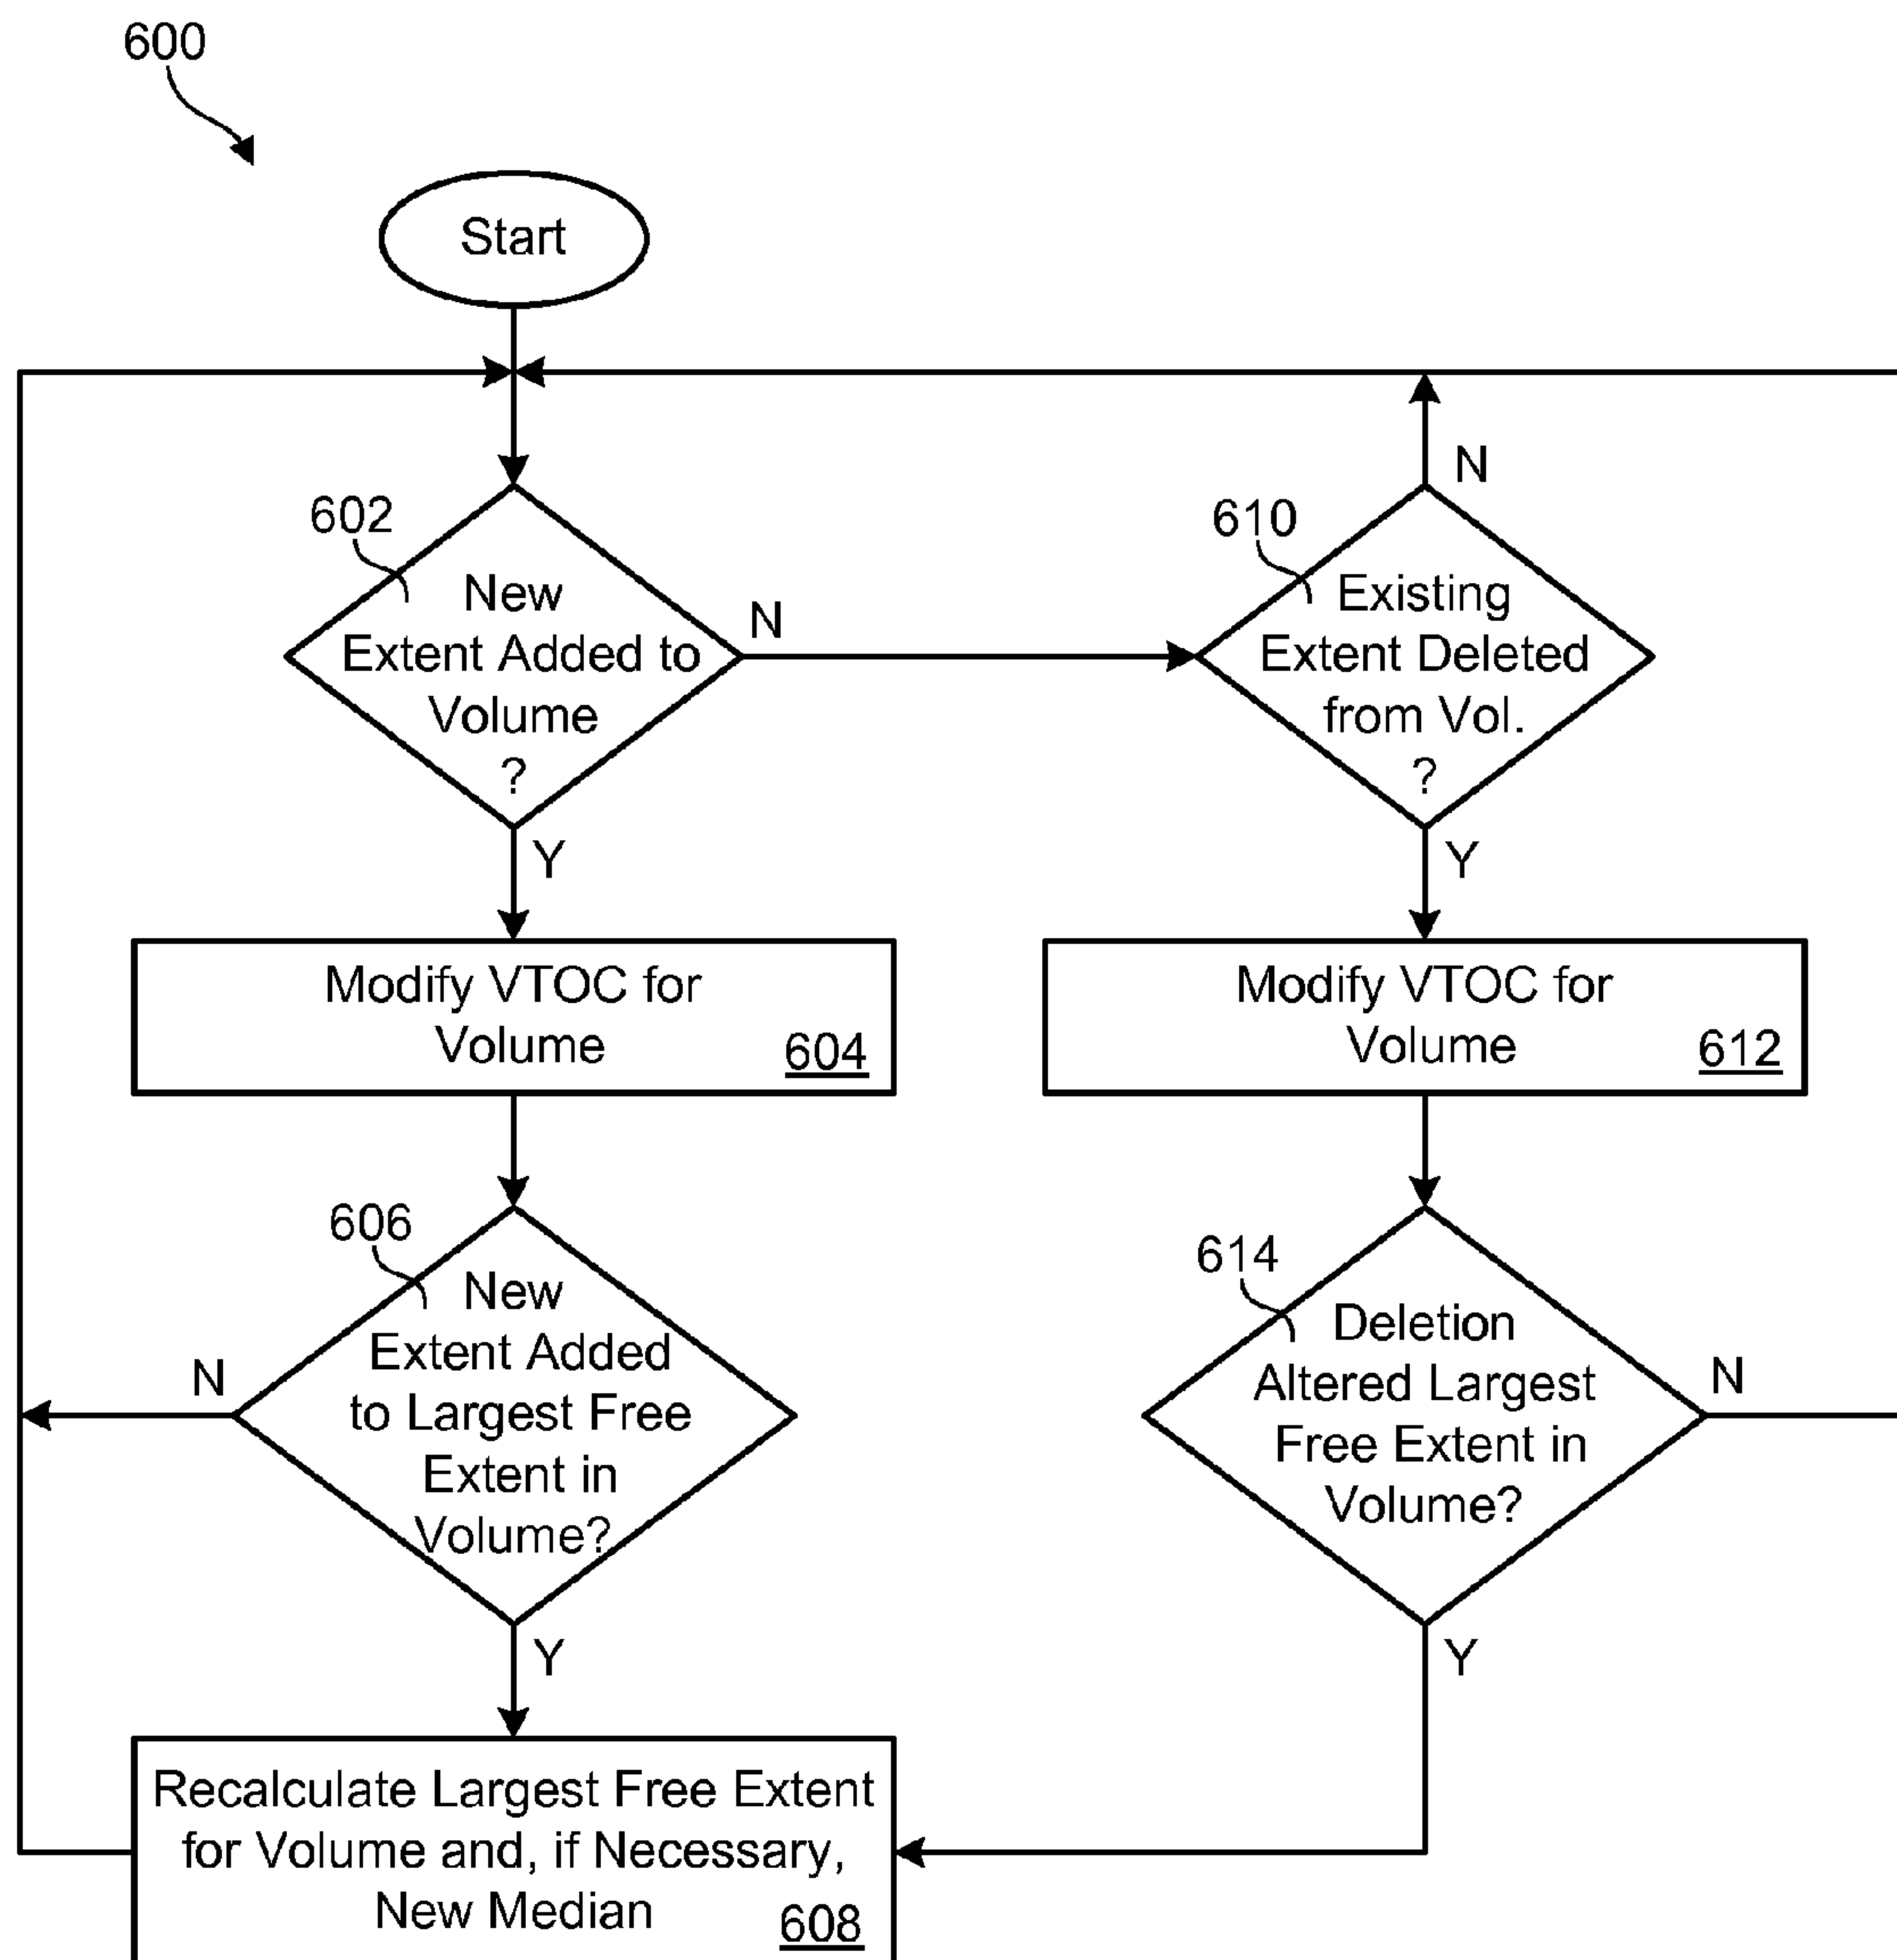 600
Start
602
New
Extent Added to
Volume
?
N
Y
610
Existing
Extent Deleted
from Vol.
?
N
Y
Modify VTOC for
Volume
604
Modify VTOC for
Volume
612
606
New
Extent Added
to Largest Free
Extent in
Volume?
N
Y
614
Deletion
Altered Largest
Free Extent in
Volume?
N
Y
Recalculate Largest Free Extent
for Volume and, if Necessary,
New Median
608